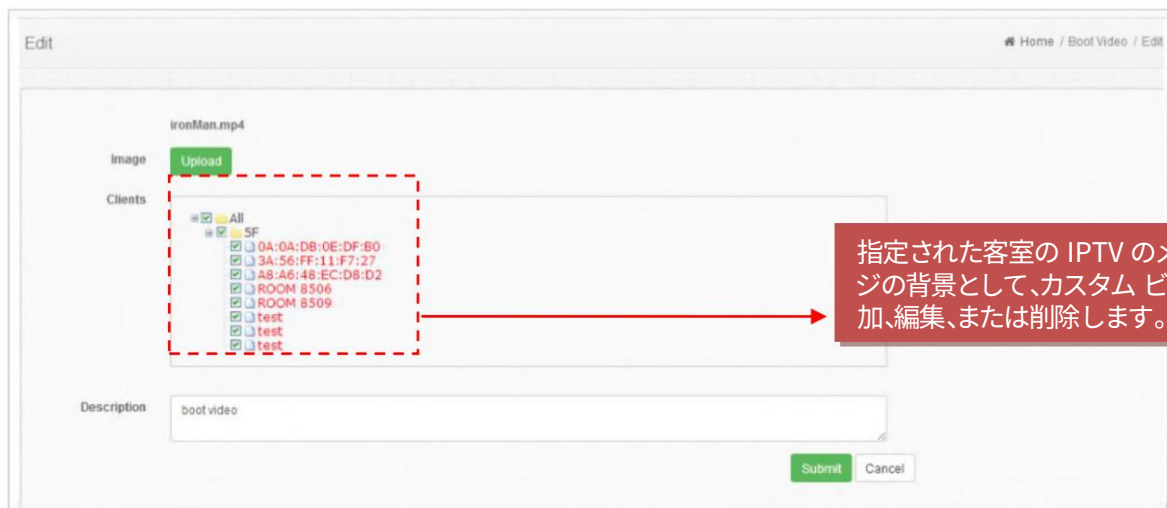 Edit
Home / Boot Video / Edit
ironMan.mp4
Image
Upload
Clients
All
5F
0A:0A:DB:0E:DF:B0
3A:56:FF:11:F7:27
A8:A6:48:EC:D8:D2
ROOM 8506
ROOM 8509
test
test
test
指定された客室の IPTV のメ
ジの背景として、カスタム ビ
加、編集、または削除します。
Description
boot video
Submit
Cancel